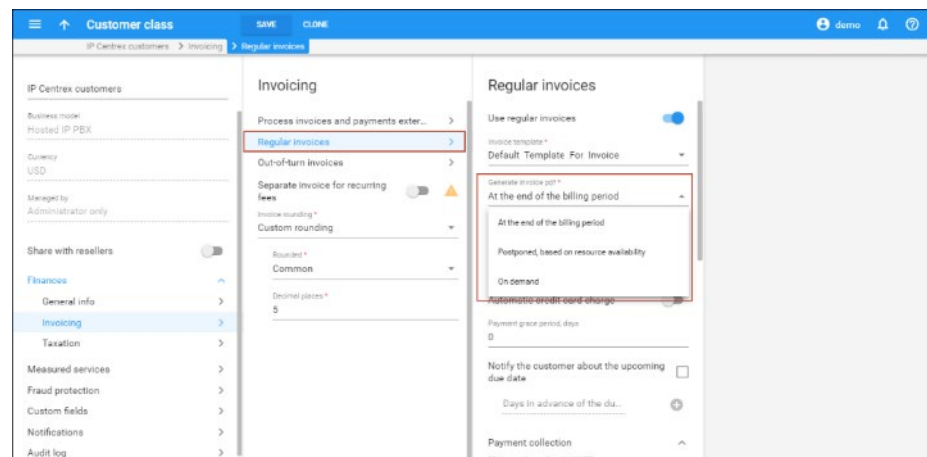 Customer class
SAVE
CLONE
demo
IP Centrex customers
Invoicing
Regular invoices
IP Centrex customers
Business model
Hosted IP PBX
Currency
USD
Managed by
Administrator only
Share with resellers
Finances
General info
Invoicing
Taxation
Measured services
Fraud protection
Custom fields
Notifications
Audit log
Invoicing
Process invoices and payments exter...
Regular invoices
Out-of-turn invoices
Separate invoice for recurring
fees
Invoice rounding *
Custom rounding
Rounded *
Common
Decimal places *
5
Regular invoices
Use regular invoices
Invoice template *
Default Template For Invoice
Generate invoice pdf *
At the end of the billing period
At the end of the billing period
Postponed, based on resource availability
On demand
Automatic credit card charge
Payment grace period, days
0
Notify the customer about the upcoming
due date
Days in advance of the du...
Payment collection